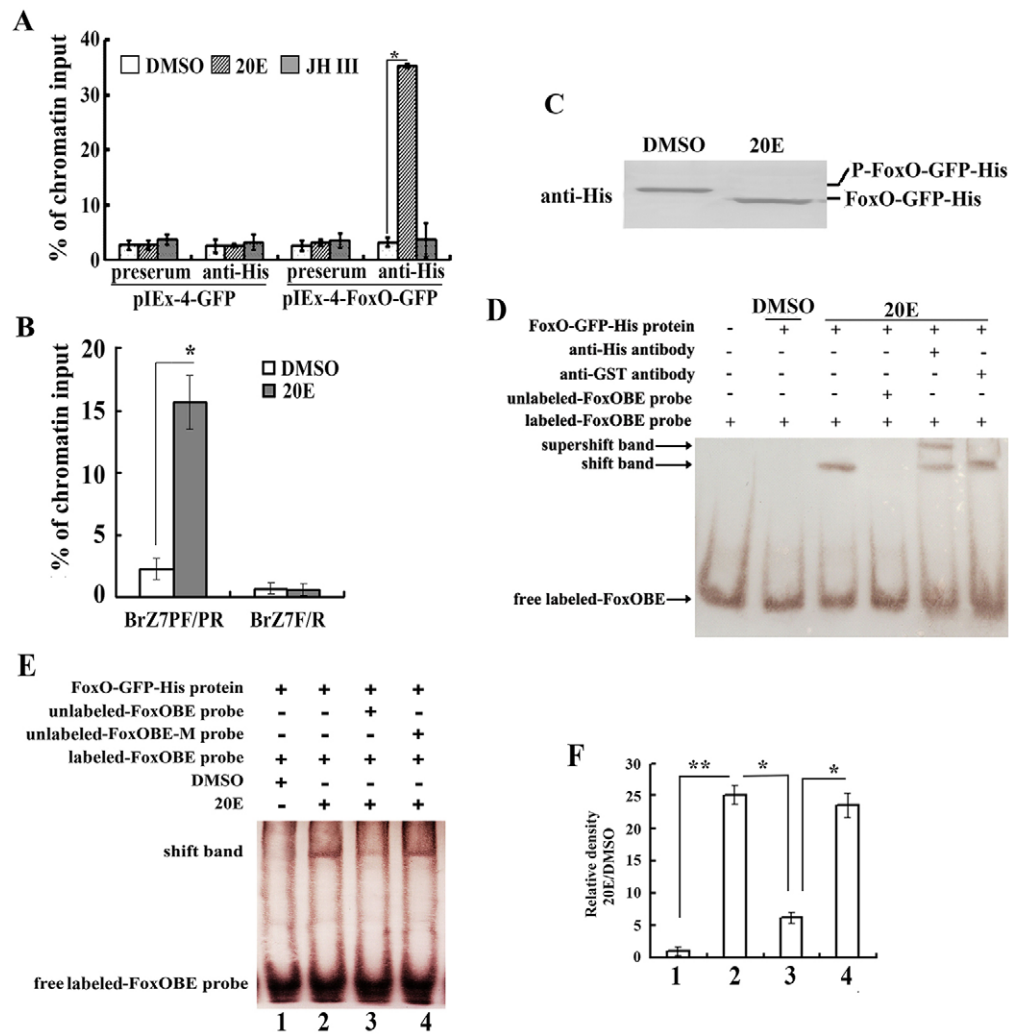 A
% of chromatin input
40
30
20
10
0
DMSO 20E JH III
*
preserum anti-His preserum anti-His
pIEx-4-GFP pIEx-4-FoxO-GFP
B
% of chromatin input
20
15
10
5
0
*
DMSO
20E
BrZ7PF/PR BrZ7F/R
C
DMSO 20E
anti-His
P-FoxO-GFP-His
FoxO-GFP-His
D
DMSO 20E
FoxO-GFP-His protein - + + + + +
anti-His antibody - - - - + -
anti-GST antibody - - - - - +
unlabeled-FoxOBE probe - - - + - -
labeled-FoxOBE probe + + + + + +
supershift band
shift band
free labeled-FoxOBE
E
FoxO-GFP-His protein + + + +
unlabeled-FoxOBE probe - - + -
unlabeled-FoxOBE-M probe - - - +
labeled-FoxOBE probe + + + +
DMSO + - - -
20E - + + +
shift band
free labeled-FoxOBE probe
1 2 3 4
F
Relative density
20E/DMSO
30
25
20
15
10
5
0
** * *
1 2 3 4